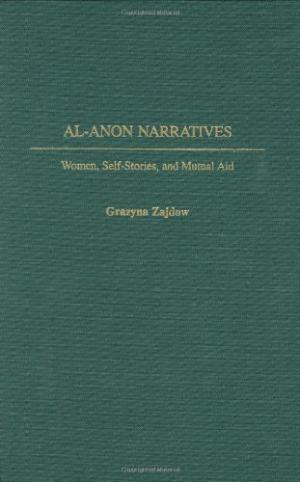 AL-ANON NARRATIVES
Women, Self-Stories, and Mutual Aid
Grazyna Zajdow